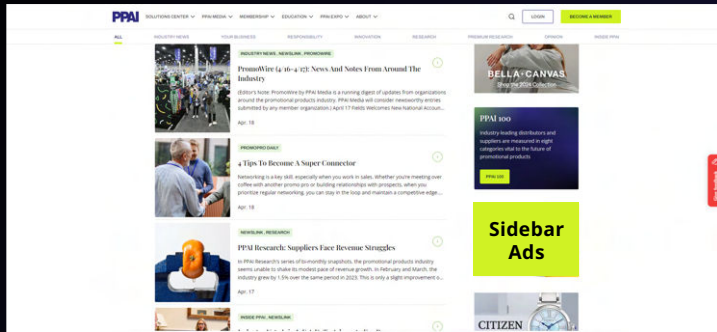 PPAI
SOLUTIONS CENTER
PPAI MEDIA
MEMBERSHIP
EDUCATION
PPAI EXPO
ABOUT
LOGIN
BECOME A MEMBER
ALL
INDUSTRY NEWS
YOUR BUSINESS
RESPONSIBILITY
INNOVATION
RESEARCH
PREMIUM RESEARCH
OPINION
INSIDE PPAI
INDUSTRY NEWS , NEWSLINK , PROMOWIRE
PromoWire (4/16-4/17): News And Notes From Around The
Industry
(Editor's Note: PromoWire by PPAI Media is a running digest of updates from organizations
around the promotional products industry. PPAI Media will consider newsworthy entries
submitted by any member organization.) April 17 Fields Welcomes New National Accoun...
Apr. 18
PROMOPRO DAILY
4 Tips To Become A Super Connector
Networking is a key skill, especially when you work in sales. Whether you're meeting over
coffee with another promo pro or building relationships with prospects, when you
prioritize regular networking, you can stay in the loop and maintain a competitive edge....
Apr. 18
NEWSLINK , RESEARCH
PPAI Research: Suppliers Face Revenue Struggles
In PPAI Research's series of bi-monthly snapshots, the promotional products industry
seems unable to shake its modest pace of revenue growth. In February and March, the
industry grew by 1.5% over the same period in 2023. This is only a slight improvement o...
Apr. 17
INSIDE PPAI , NEWSLINK
BELLA+CANVAS
Shop the 2024 Collection
PPAI 100
Industry-leading distributors and
suppliers are measured in eight
categories vital to the future of
promotional products
PPAI 100
Sidebar
Ads
CITIZEN